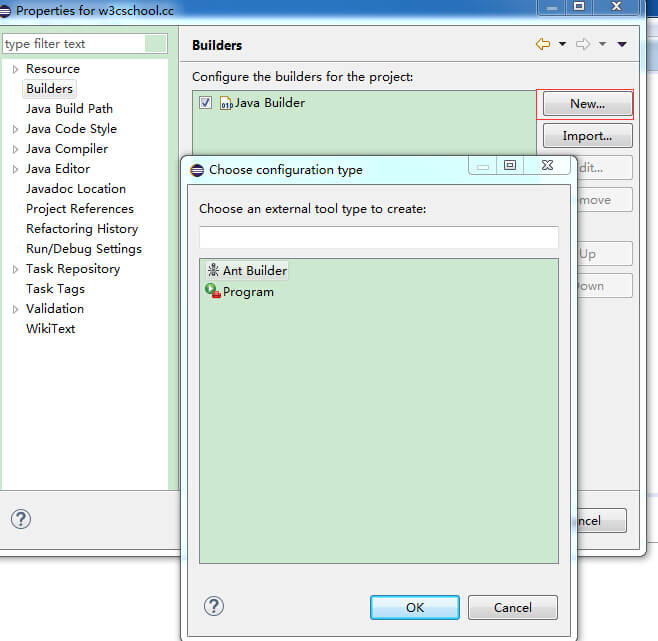 Properties for w3cschool.cc
type filter text
Resource
Builders
Java Build Path
Java Code Style
Java Compiler
Java Editor
Javadoc Location
Project References
Refactoring History
Run/Debug Settings
Task Repository
Task Tags
Validation
WikiText
Builders
Configure the builders for the project:
Java Builder
New...
Import...
dit...
move
Up
own
ncel
Choose configuration type
Choose an external tool type to create:
Ant Builder
Program
OK
Cancel